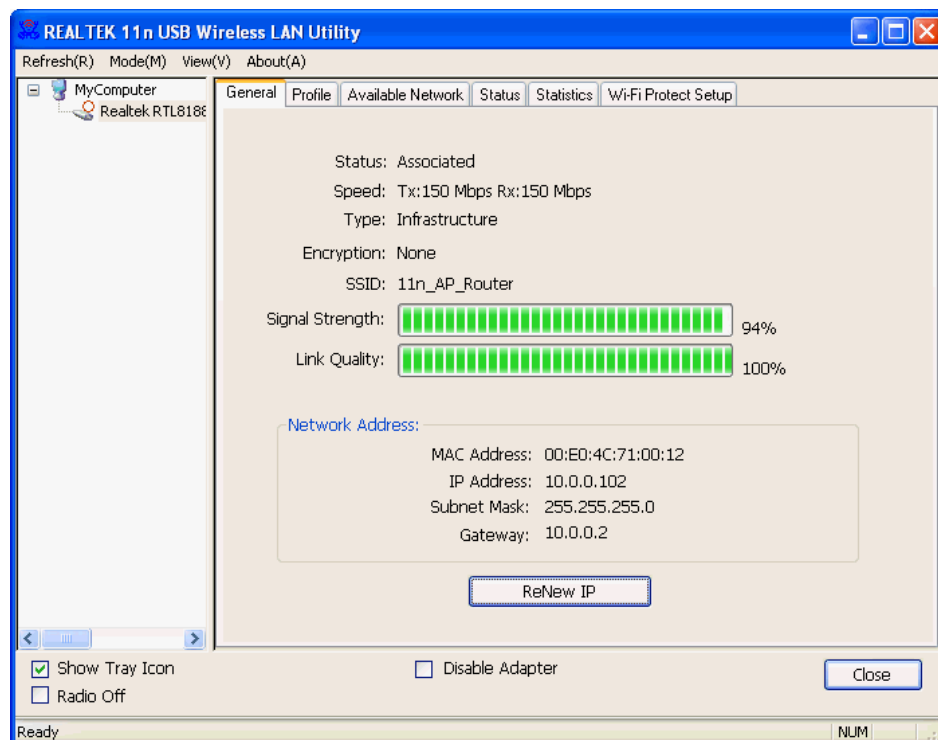 REALTEK 11n USB Wireless LAN Utility
Refresh(R) Mode(M) View(V) About(A)
MyComputer
Realtek RTL8188
General Profile Available Network Status Statistics Wi-Fi Protect Setup
Status: Associated
Speed: Tx:150 Mbps Rx:150 Mbps
Type: Infrastructure
Encryption: None
SSID: 11n_AP_Router
Signal Strength: 94%
Link Quality: 100%
Network Address:
MAC Address: 00:E0:4C:71:00:12
IP Address: 10.0.0.102
Subnet Mask: 255.255.255.0
Gateway: 10.0.0.2
ReNew IP
Show Tray Icon Disable Adapter Close
Radio Off
Ready NUM